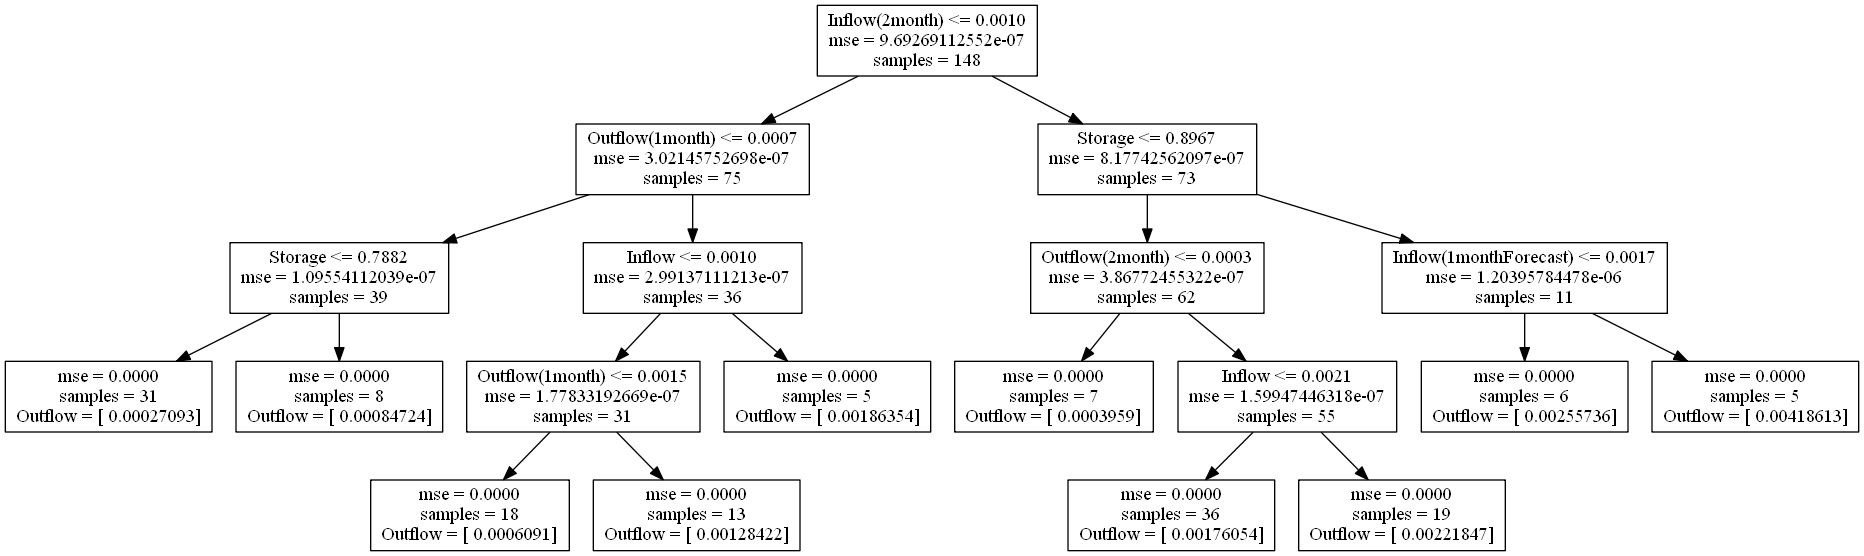 Inflow(2month) <= 0.0010
mse = 9.69269112552e-07
samples = 148
Outflow(1month) <= 0.0007
mse = 3.02145752698e-07
samples = 75
Storage <= 0.8967
mse = 8.17742562097e-07
samples = 73
Storage <= 0.7882
mse = 1.09554112039e-07
samples = 39
Inflow <= 0.0010
mse = 2.99137111213e-07
samples = 36
Outflow(2month) <= 0.0003
mse = 3.86772455322e-07
samples = 62
Inflow(1monthForecast) <= 0.0017
mse = 1.20395784478e-06
samples = 11
mse = 0.0000
samples = 31
Outflow = [ 0.00027093]
mse = 0.0000
samples = 8
Outflow = [ 0.00084724]
Outflow(1month) <= 0.0015
mse = 1.77833192669e-07
samples = 31
mse = 0.0000
samples = 5
Outflow = [ 0.00186354]
mse = 0.0000
samples = 7
Outflow = [ 0.0003959]
Inflow <= 0.0021
mse = 1.59947446318e-07
samples = 55
mse = 0.0000
samples = 6
Outflow = [ 0.00255736]
mse = 0.0000
samples = 5
Outflow = [ 0.00418613]
mse = 0.0000
samples = 18
Outflow = [ 0.0006091]
mse = 0.0000
samples = 13
Outflow = [ 0.00128422]
mse = 0.0000
samples = 36
Outflow = [ 0.00176054]
mse = 0.0000
samples = 19
Outflow = [ 0.00221847]